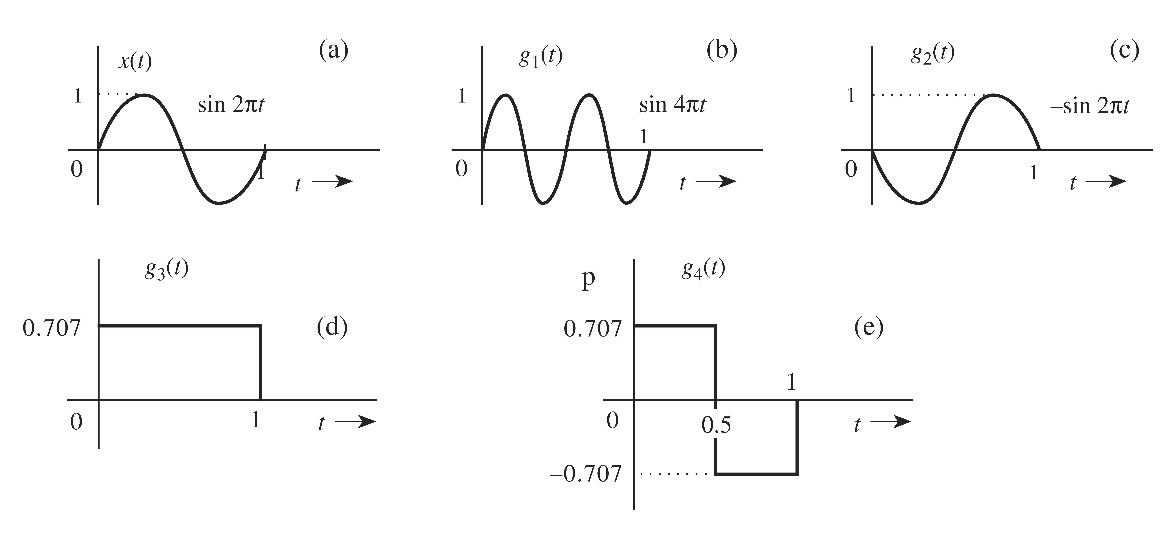 x(t) (a)
1
sin 2πt
0
1
t
g₁(t) (b)
1
sin 4πt
1
0
t
g₂(t) (c)
1
–sin 2πt
0
1
t
g₃(t)
0.707
(d)
0
1
t
p
g₄(t)
0.707
(e)
1
0
0.5
t
–0.707